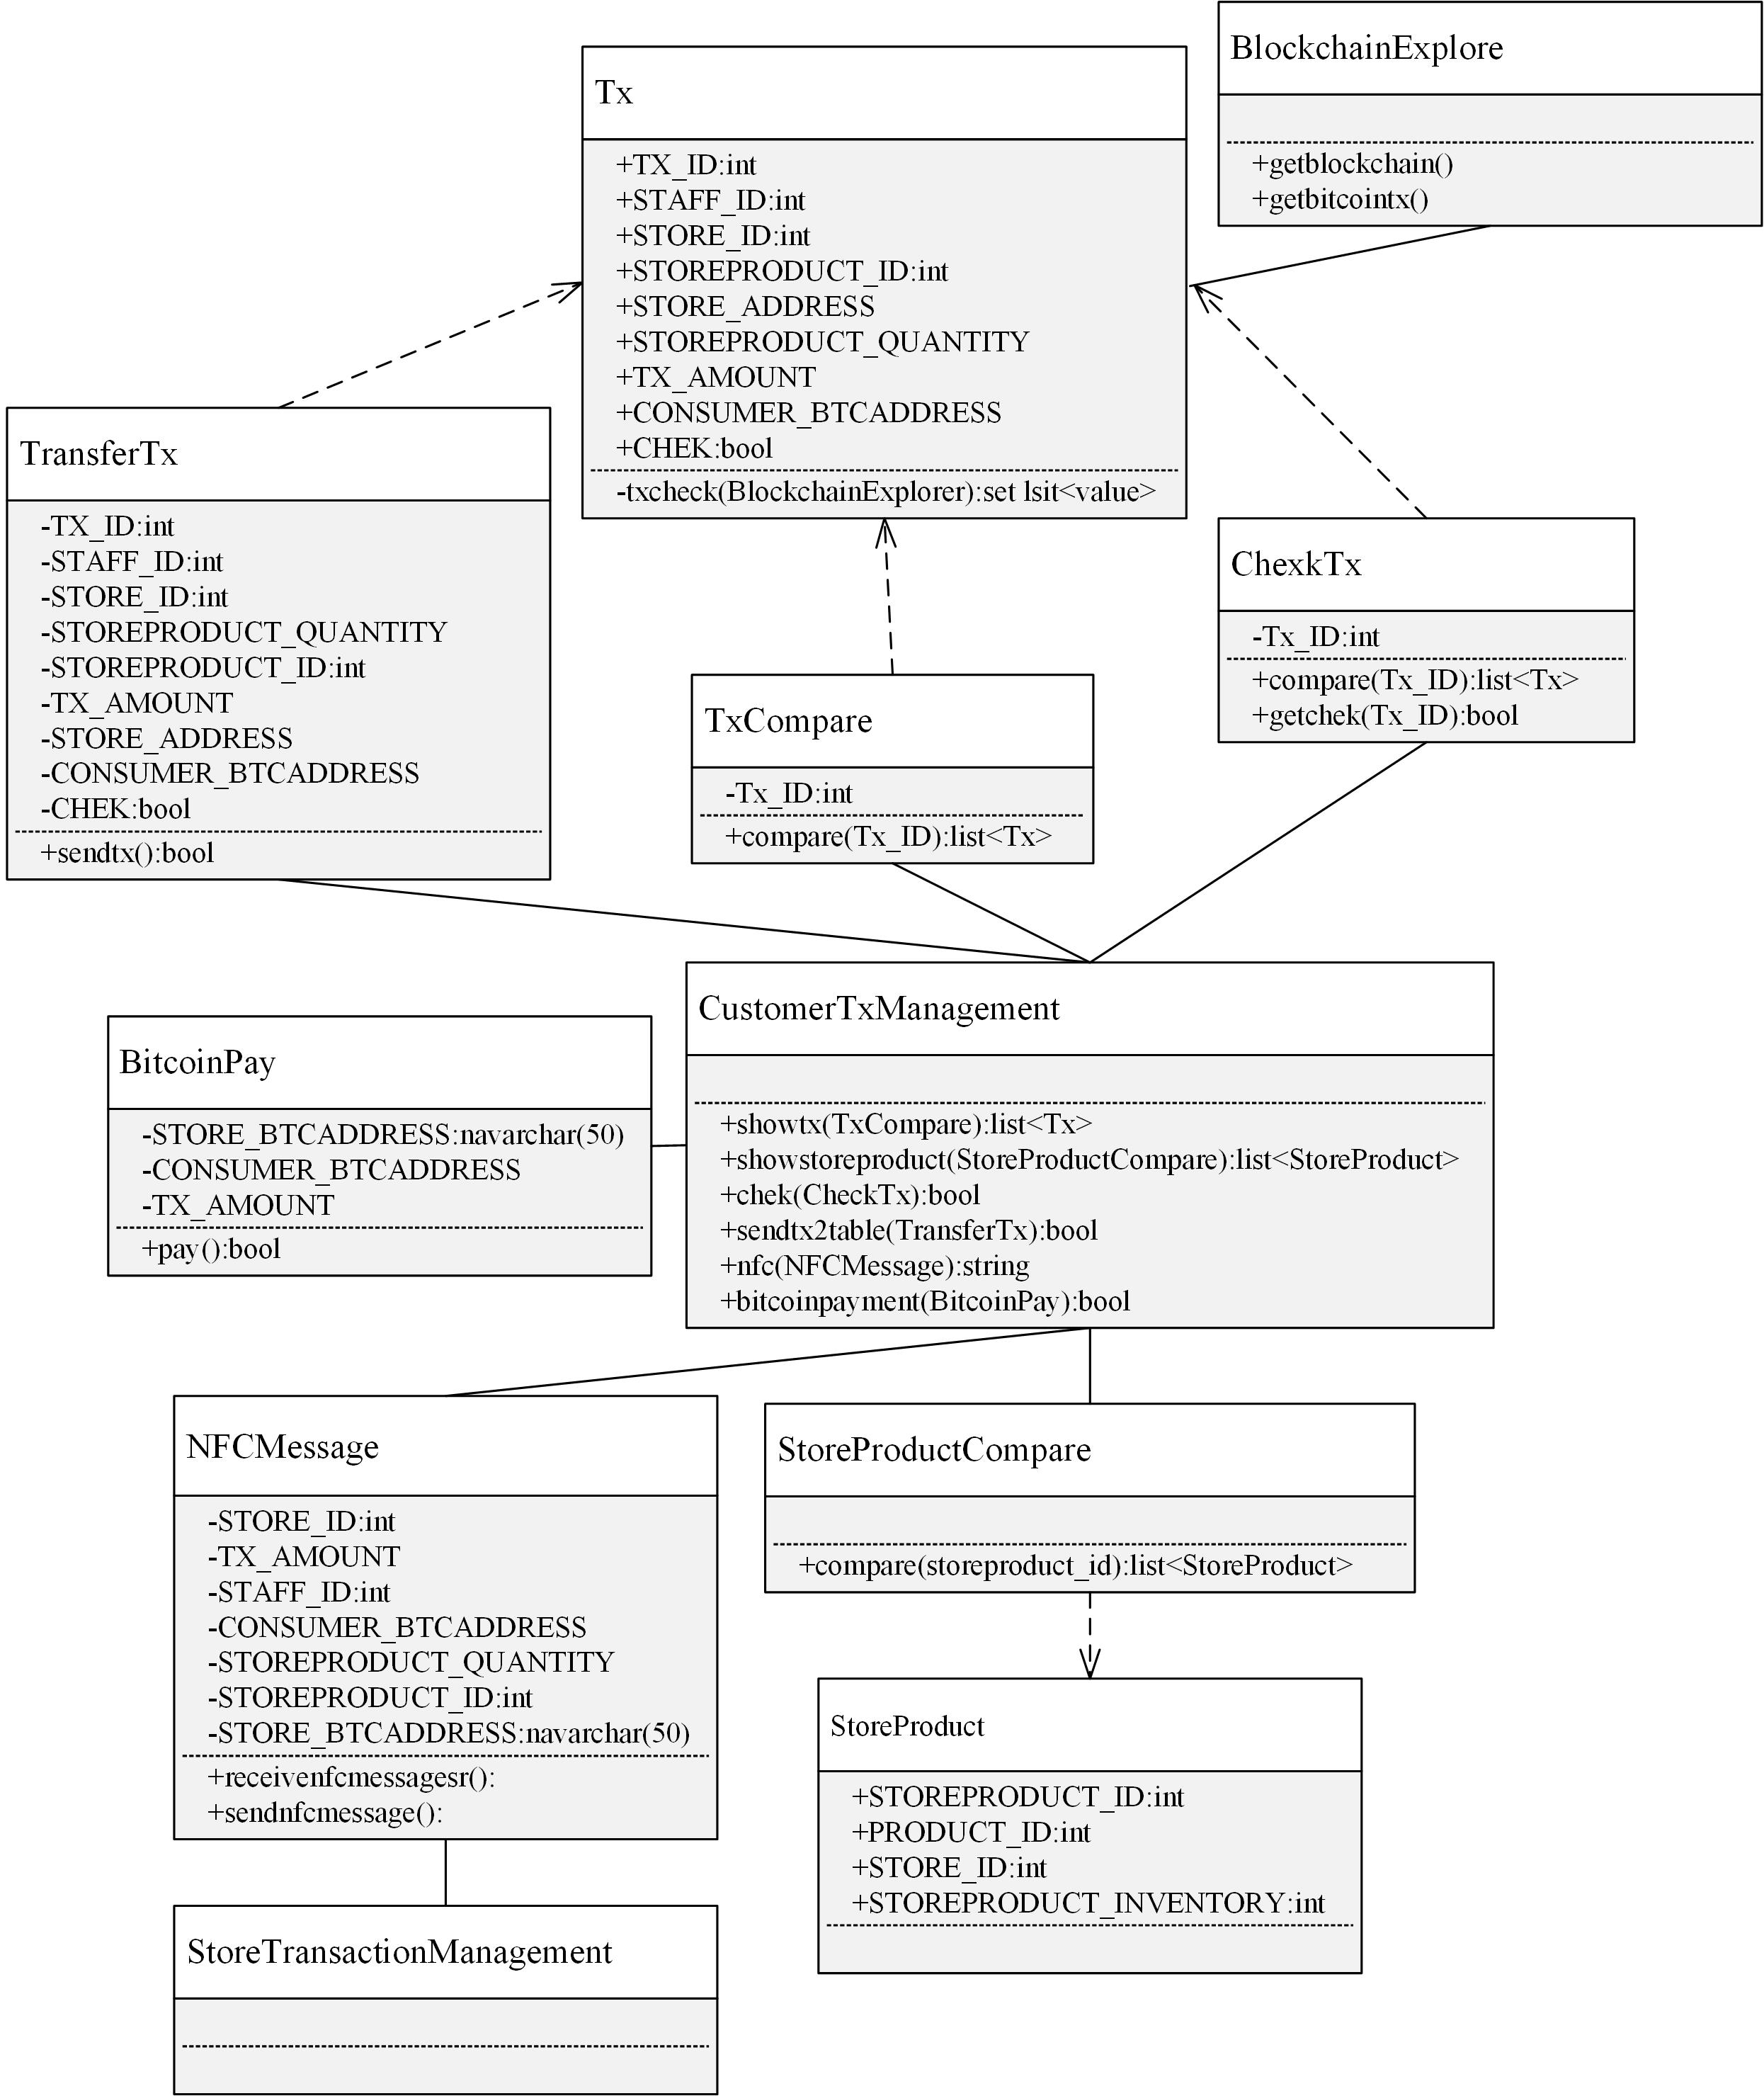 BlockchainExplore
+getblockchain()
+getbitcointx()
Tx
+TX_ID:int
+STAFF_ID:int
+STORE_ID:int
+STOREPRODUCT_ID:int
+STORE_ADDRESS
+STOREPRODUCT_QUANTITY
+TX_AMOUNT
+CONSUMER_BTCADDRESS
+CHEK:bool
-txcheck(BlockchainExplorer):set lsit<value>
TransferTx
-TX_ID:int
-STAFF_ID:int
-STORE_ID:int
-STOREPRODUCT_QUANTITY
-STOREPRODUCT_ID:int
-TX_AMOUNT
-STORE_ADDRESS
-CONSUMER_BTCADDRESS
-CHEK:bool
+sendtx():bool
TxCompare
-Tx_ID:int
+compare(Tx_ID):list<Tx>
ChexkTx
-Tx_ID:int
+compare(Tx_ID):list<Tx>
+getchek(Tx_ID):bool
BitcoinPay
-STORE_BTCADDRESS:navarchar(50)
-CONSUMER_BTCADDRESS
-TX_AMOUNT
+pay():bool
CustomerTxManagement
+showtx(TxCompare):list<Tx>
+showstoreproduct(StoreProductCompare):list<StoreProduct>
+chek(CheckTx):bool
+sendtx2table(TransferTx):bool
+nfc(NFCMessage):string
+bitcoinpayment(BitcoinPay):bool
NFCMessage
-STORE_ID:int
-TX_AMOUNT
-STAFF_ID:int
-CONSUMER_BTCADDRESS
-STOREPRODUCT_QUANTITY
-STOREPRODUCT_ID:int
-STORE_BTCADDRESS:navarchar(50)
+receivenfcmessagesr():
+sendnfcmessage():
StoreProductCompare
+compare(storeproduct_id):list<StoreProduct>
StoreProduct
+STOREPRODUCT_ID:int
+PRODUCT_ID:int
+STORE_ID:int
+STOREPRODUCT_INVENTORY:int
StoreTransactionManagement